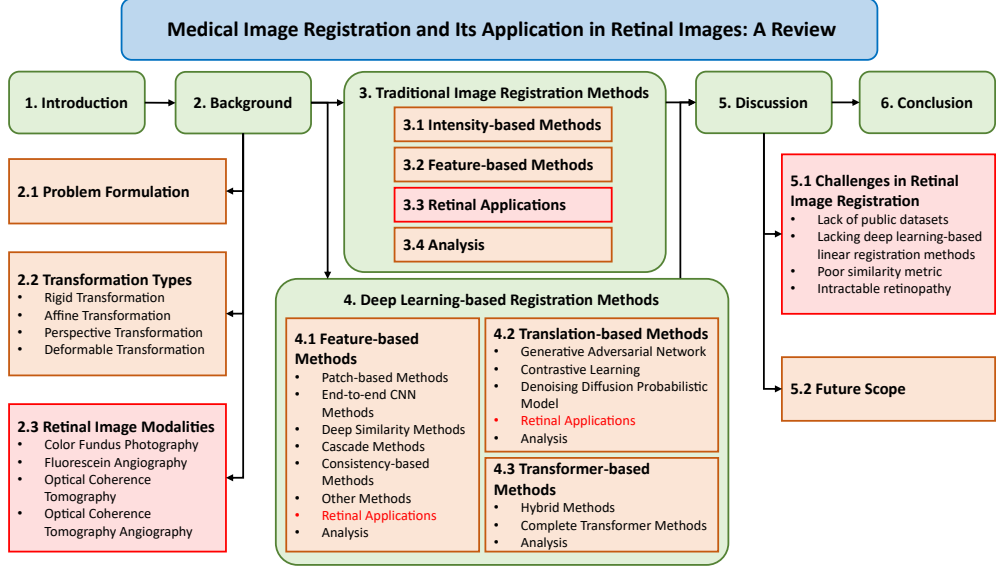 Medical Image Registration and Its Application in Retinal Images: A Review
1. Introduction
2. Background
2.1 Problem Formulation
2.2 Transformation Types
• Rigid Transformation
• Affine Transformation
• Perspective Transformation
• Deformable Transformation
2.3 Retinal Image Modalities
• Color Fundus Photography
• Fluorescein Angiography
• Optical Coherence
Tomography
• Optical Coherence
Tomography Angiography
3. Traditional Image Registration Methods
3.1 Intensity-based Methods
3.2 Feature-based Methods
3.3 Retinal Applications
3.4 Analysis
4. Deep Learning-based Registration Methods
4.1 Feature-based
Methods
• Patch-based Methods
• End-to-end CNN
Methods
• Deep Similarity Methods
• Cascade Methods
• Consistency-based
Methods
• Other Methods
• Retinal Applications
• Analysis
4.2 Translation-based Methods
• Generative Adversarial Network
• Contrastive Learning
• Denoising Diffusion Probabilistic
Model
• Retinal Applications
• Analysis
4.3 Transformer-based
Methods
• Hybrid Methods
• Complete Transformer Methods
• Analysis
5. Discussion
6. Conclusion
5.1 Challenges in Retinal
Image Registration
• Lack of public datasets
• Lacking deep learning-based
linear registration methods
• Poor similarity metric
• Intractable retinopathy
5.2 Future Scope